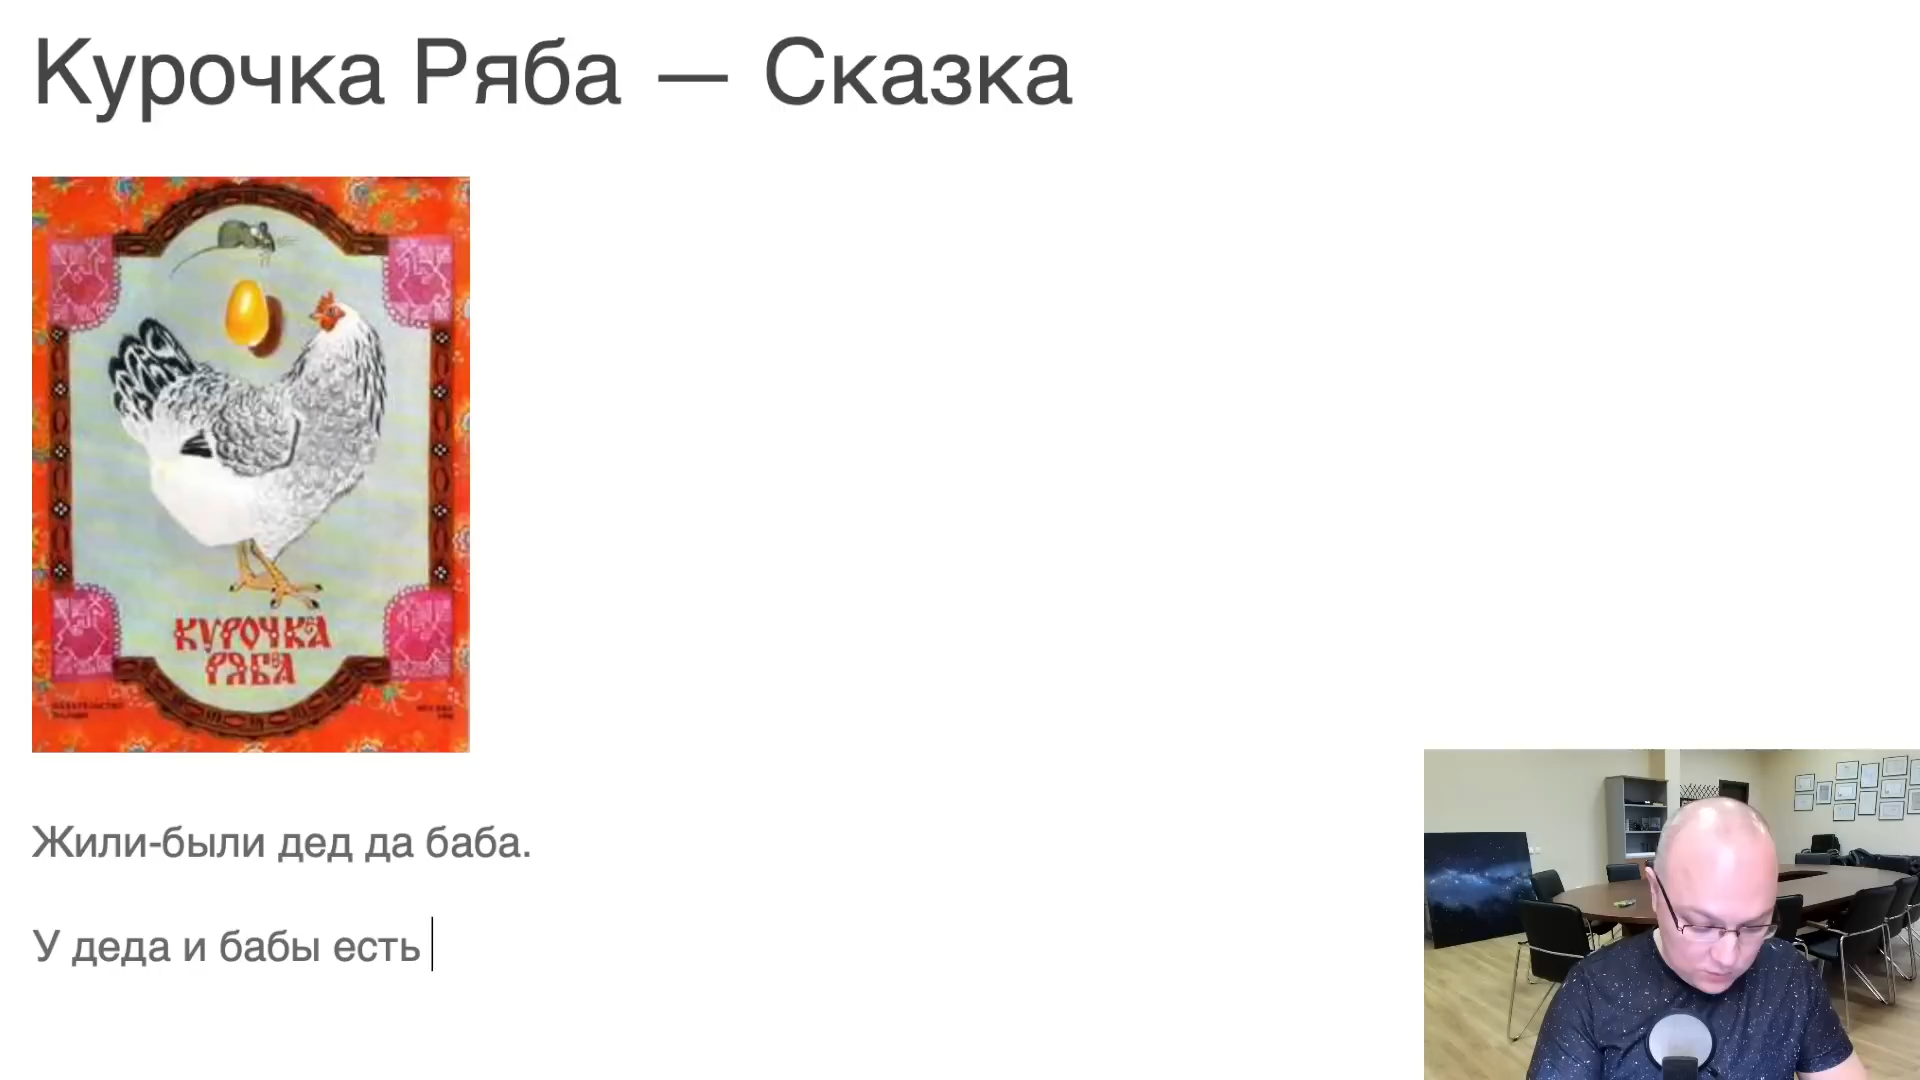 Курочка Ряба — Сказка
КУРОЧКА
РЯБА
Жили-были дед да баба.
У деда и бабы есть